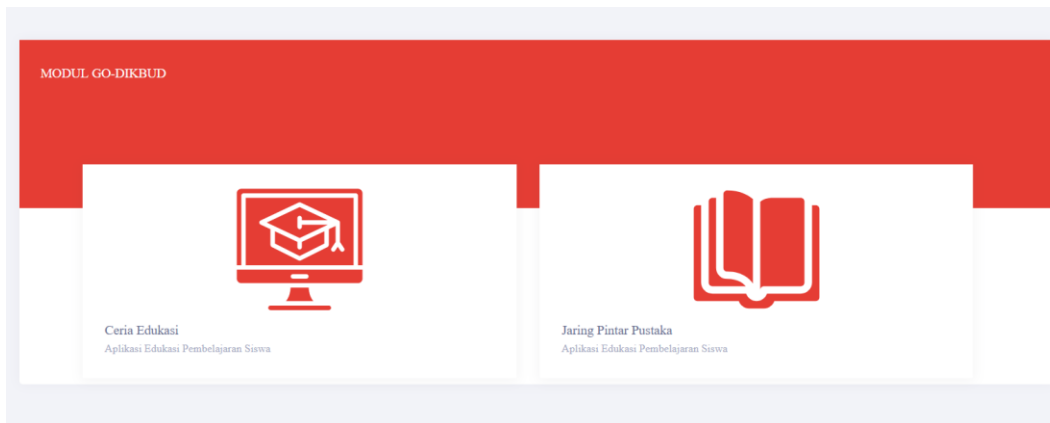 MODUL GO-DIKBUD
Ceria Edukasi
Aplikasi Edukasi Pembelajaran Siswa
Jaring Pintar Pustaka
Aplikasi Edukasi Pembelajaran Siswa